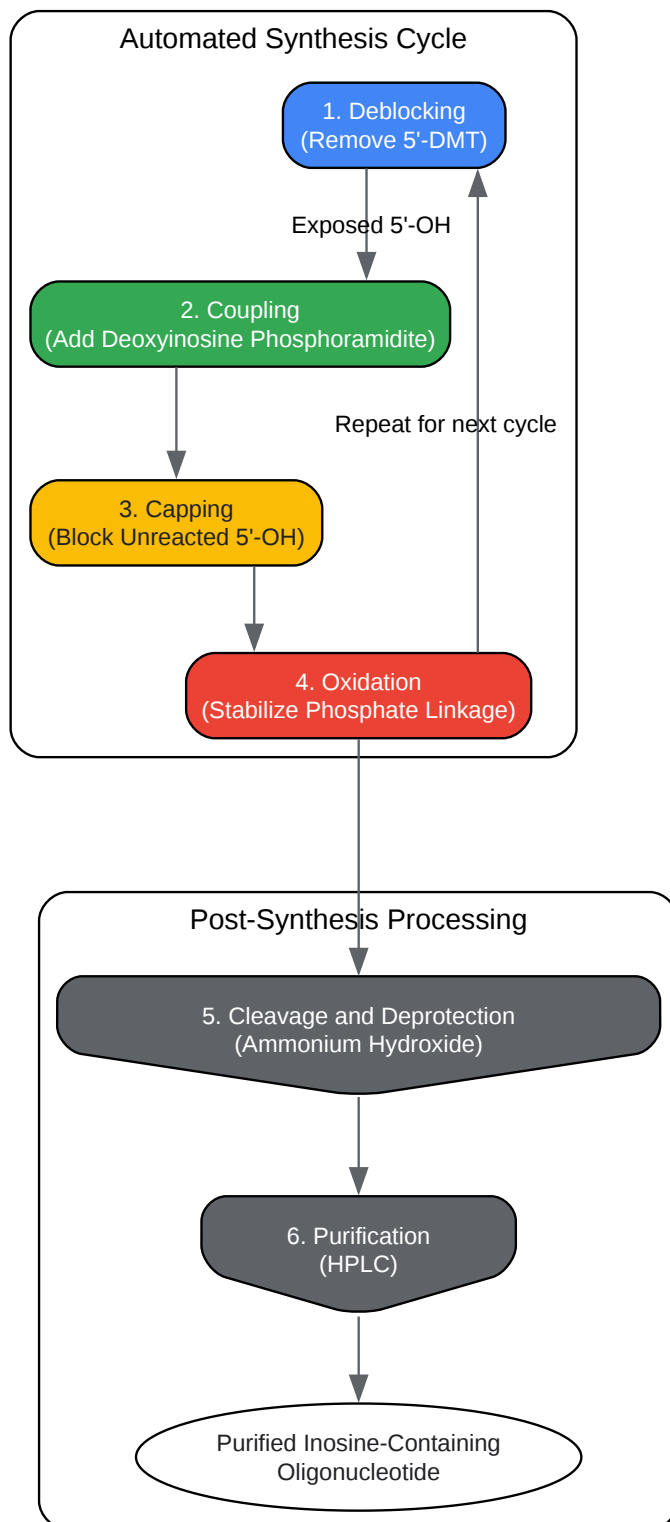 Automated Synthesis Cycle
1. Deblocking
(Remove 5'-DMT)
Exposed 5'-OH
2. Coupling
(Add Deoxyinosine Phosphoramidite)
Repeat for next cycle
3. Capping
(Block Unreacted 5'-OH)
4. Oxidation
(Stabilize Phosphate Linkage)
Post-Synthesis Processing
5. Cleavage and Deprotection
(Ammonium Hydroxide)
6. Purification
(HPLC)
Purified Inosine-Containing
Oligonucleotide